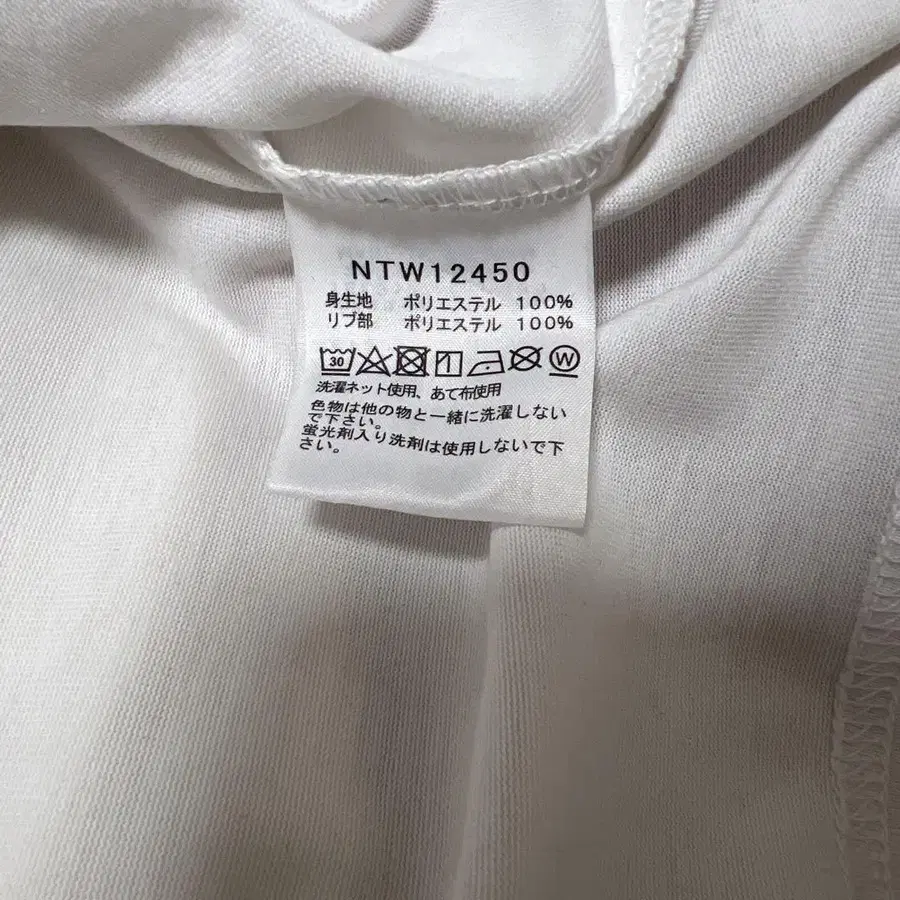 NTW12450
身生地 ポリエステル 100%
リブ部 ポリエステル 100%
30 W
洗濯ネット使用、あて布使用
色物は他の物と一緒に洗濯しない
で下さい。
蛍光剤入り洗剤は使用しないで下
さい。